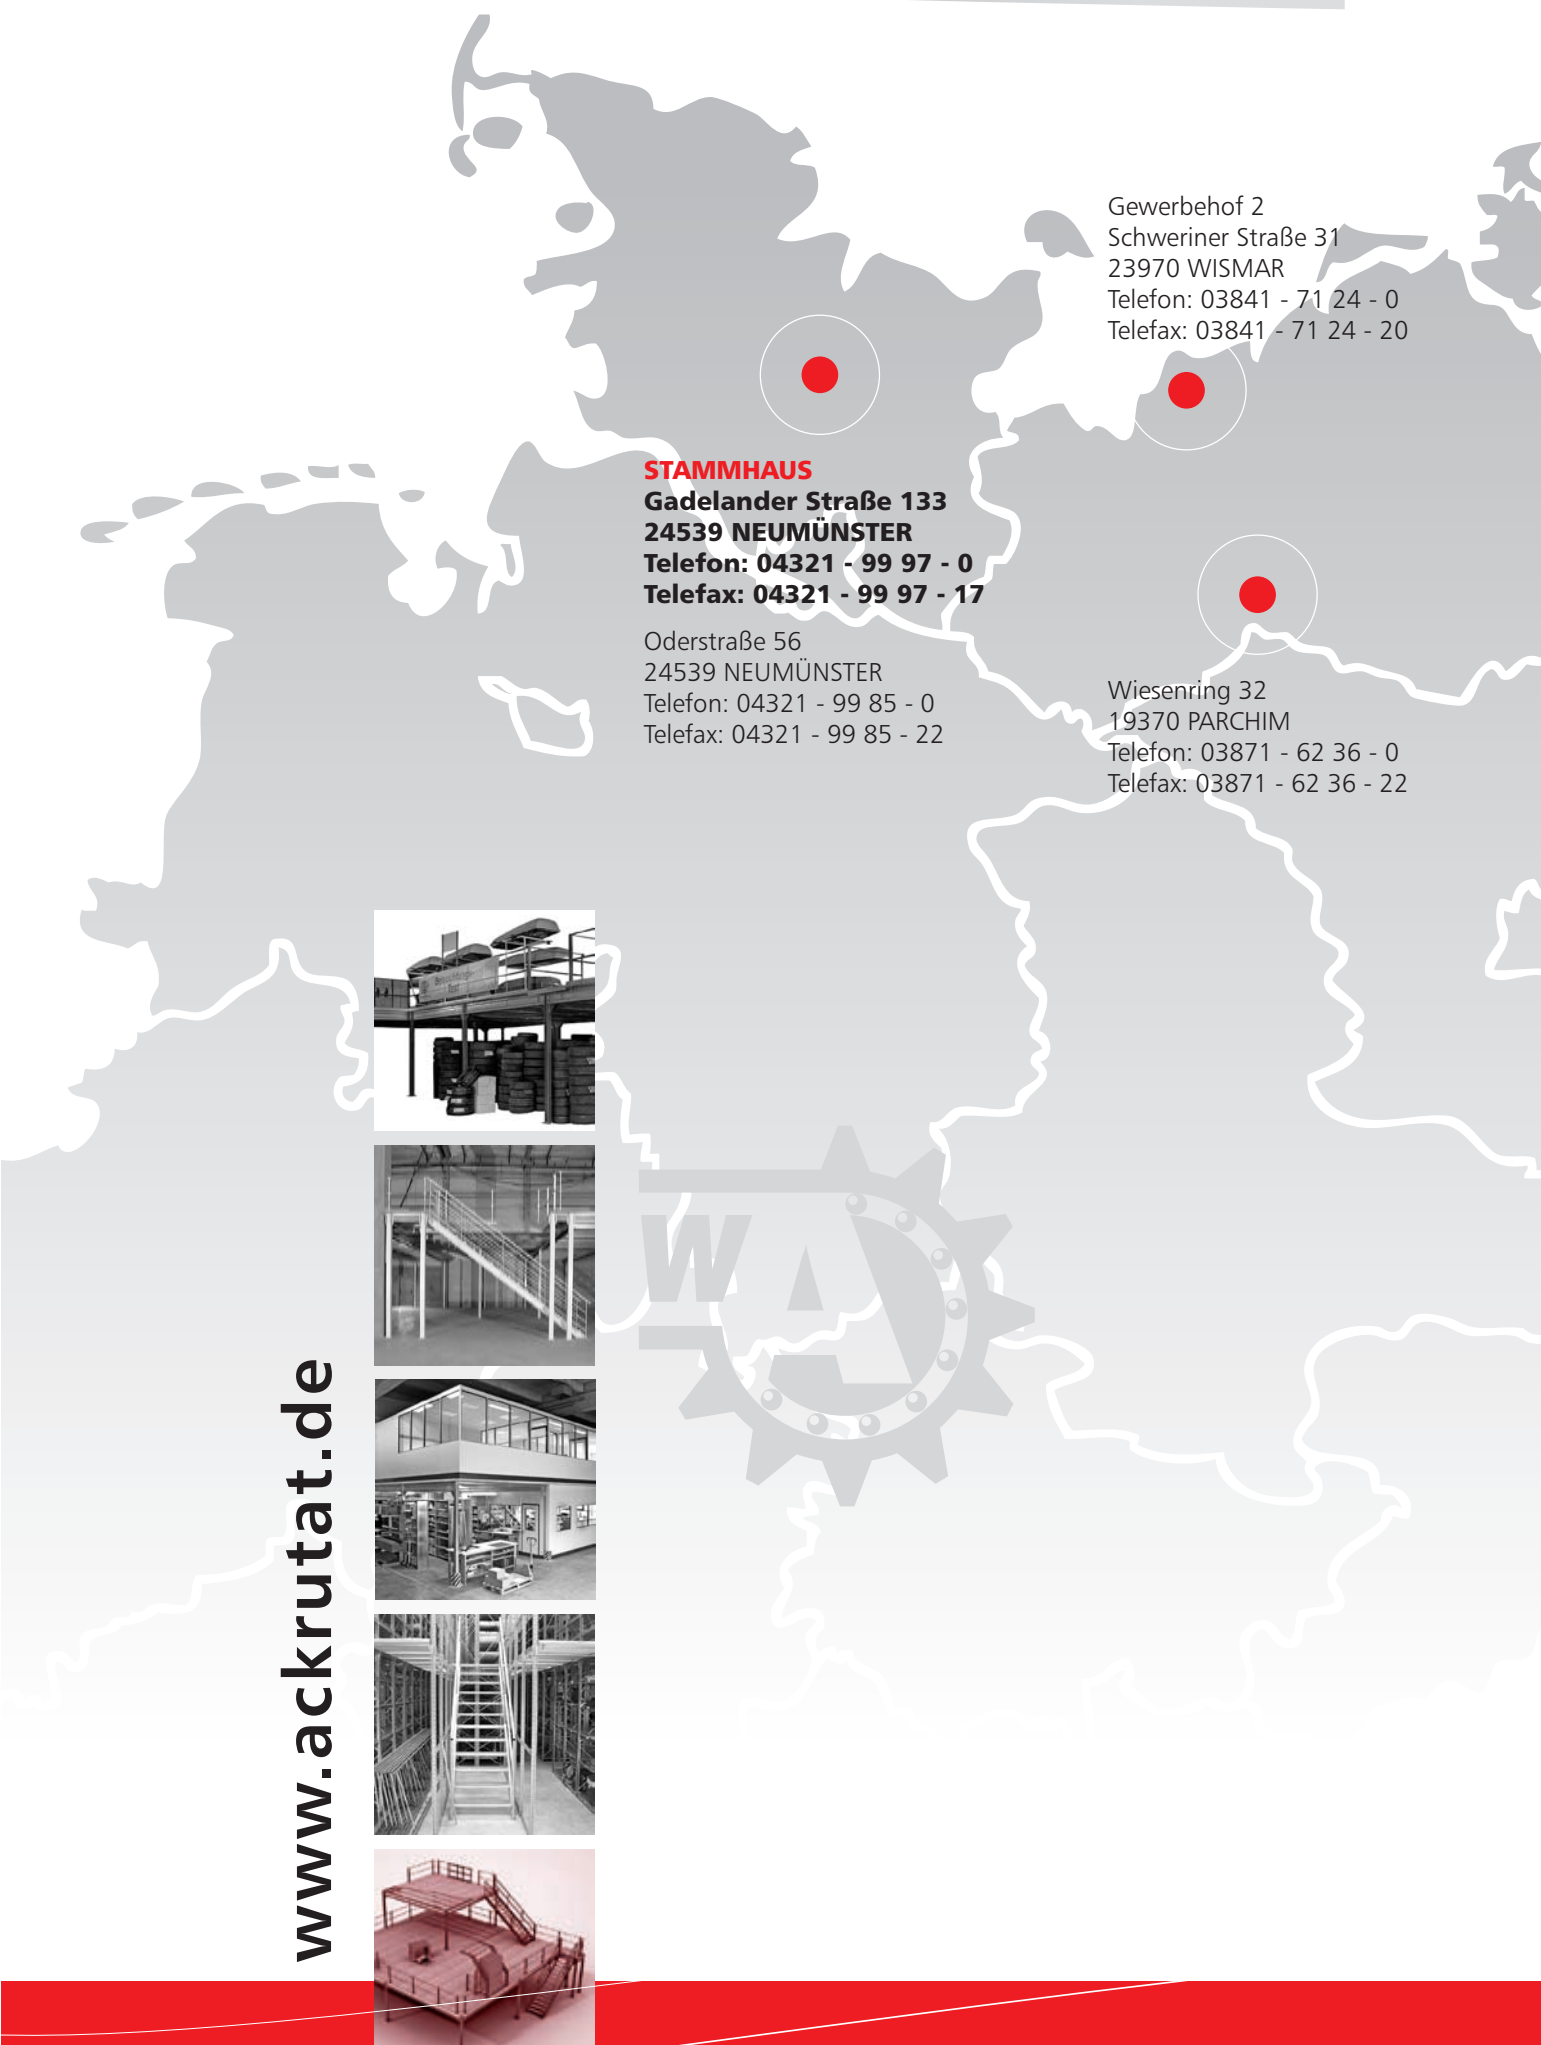 Gewerbehof 2
Schweriner Straße 31
23970 WISMAR
Telefon: 03841 - 71 24 - 0
Telefax: 03841 - 71 24 - 20
STAMMHAUS
Gadelander Straße 133
24539 NEUMÜNSTER
Telefon: 04321 - 99 97 - 0
Telefax: 04321 - 99 97 - 17
Oderstraße 56
24539 NEUMÜNSTER
Telefon: 04321 - 99 85 - 0
Telefax: 04321 - 99 85 - 22
Wiesenring 32
19370 PARCHIM
Telefon: 03871 - 62 36 - 0
Telefax: 03871 - 62 36 - 22
WA
www.ackrutat.de